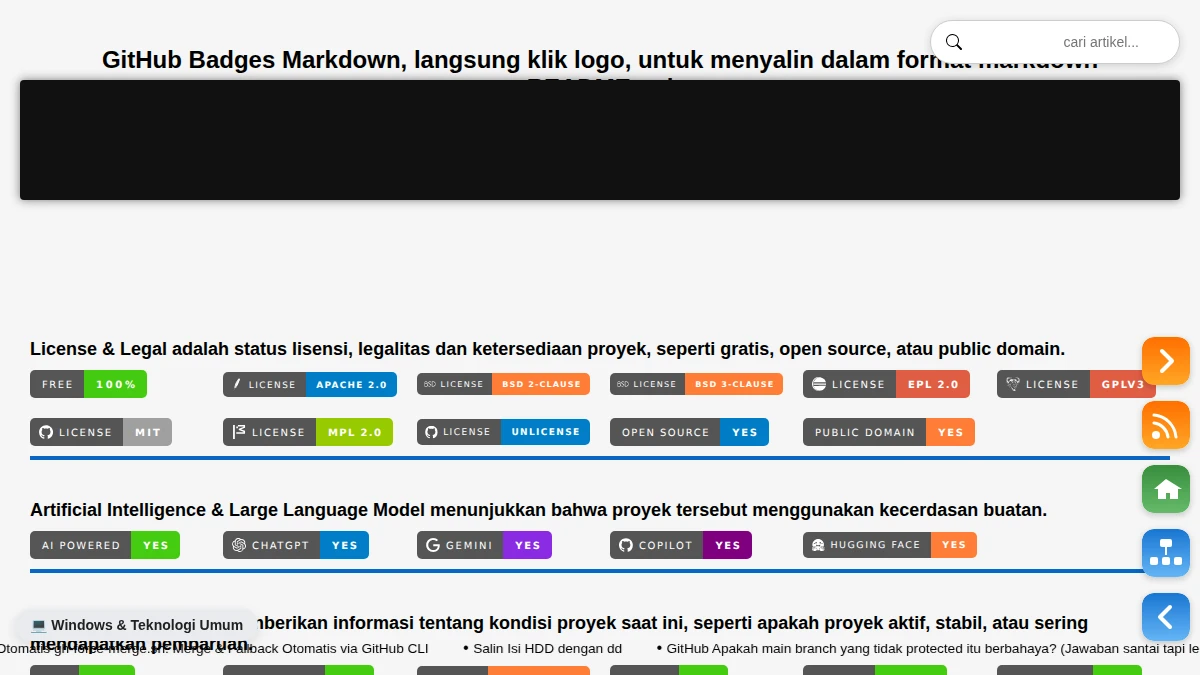 cari artikel...
GitHub Badges Markdown, langsung klik logo, untuk menyalin dalam format markdown
License & Legal adalah status lisensi, legalitas dan ketersediaan proyek, seperti gratis, open source, atau public domain.
FREE 100%
LICENSE APACHE 2.0
BSD LICENSE BSD 2-CLAUSE
BSD LICENSE BSD 3-CLAUSE
LICENSE EPL 2.0
LICENSE GPLV3
LICENSE MIT
LICENSE MPL 2.0
LICENSE UNLICENSE
OPEN SOURCE YES
PUBLIC DOMAIN YES
Artificial Intelligence & Large Language Model menunjukkan bahwa proyek tersebut menggunakan kecerdasan buatan.
AI POWERED YES
CHATGPT YES
GEMINI YES
COPILOT YES
HUGGING FACE YES
mberikan informasi tentang kondisi proyek saat ini, seperti apakah proyek aktif, stabil, atau sering
💻 Windows & Teknologi Umum
mendapatkan pembaruan.
Otomatis gh-force-merge.sh: Merge & Fallback Otomatis via GitHub CLI • Salin Isi HDD dengan dd • GitHub Apakah main branch yang tidak protected itu berbahaya? (Jawaban santai tapi le